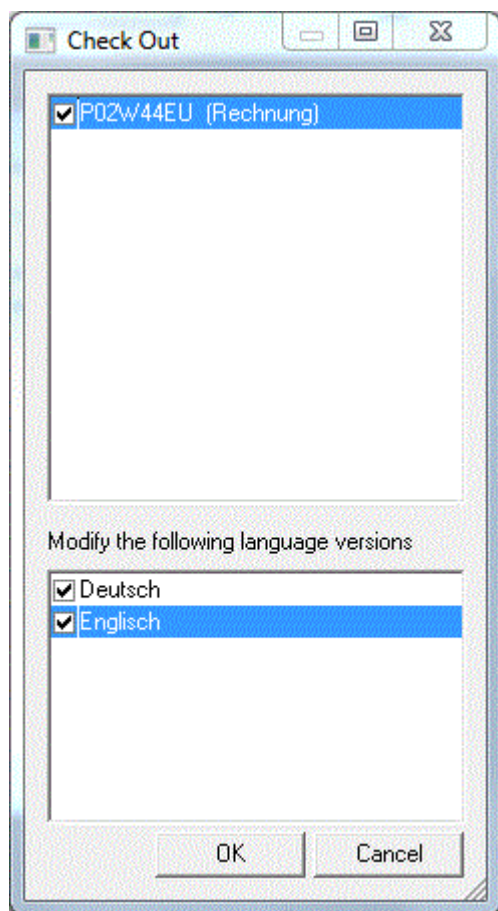 Check Out
P02W44EU (Rechnung)
Modify the following language versions
Deutsch
Englisch
OK
Cancel